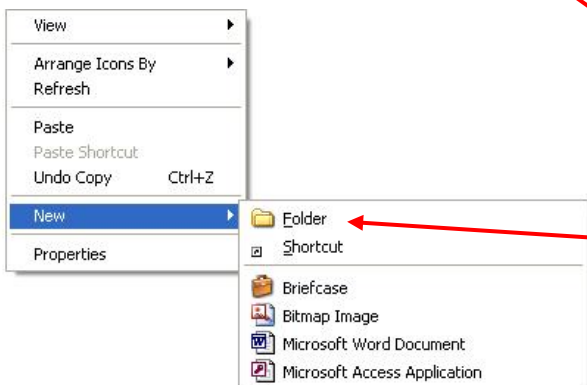 View
Arrange Icons By
Refresh
Paste
Paste Shortcut
Undo Copy Ctrl+Z
New
Properties
Folder
Shortcut
Briefcase
Bitmap Image
Microsoft Word Document
Microsoft Access Application